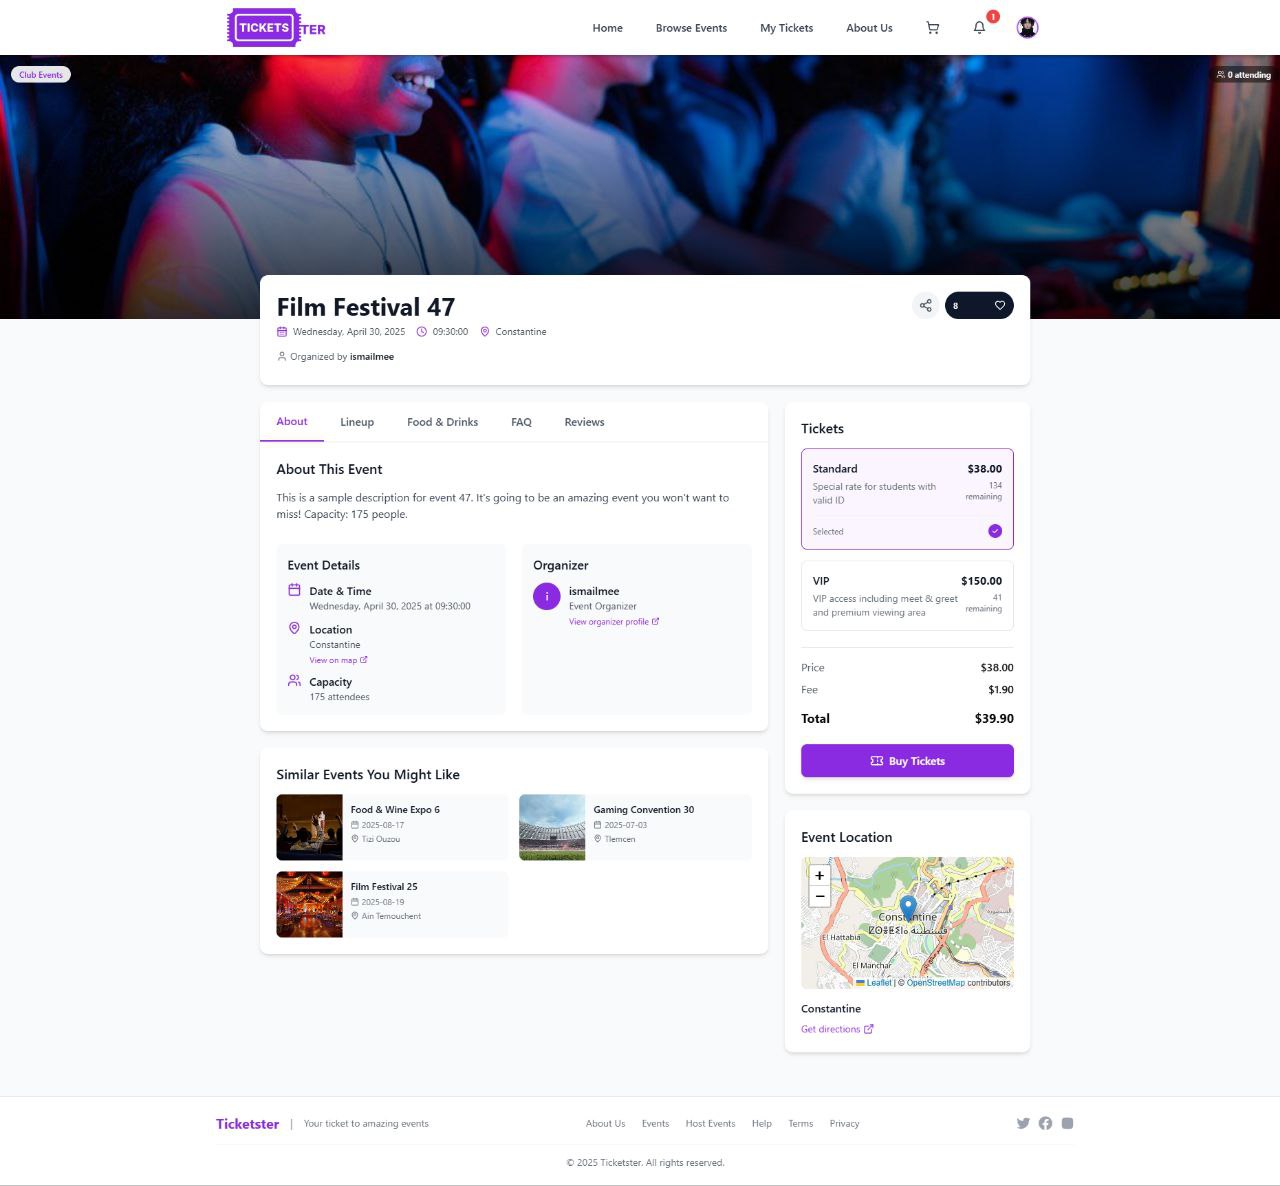 TICKETSTER
Home
Browse Events
My Tickets
About Us
1
Club Events
0 attending
Film Festival 47
8
Wednesday, April 30, 2025
09:30:00
Constantine
Organized by ismailmee
About
Lineup
Food & Drinks
FAQ
Reviews
About This Event
This is a sample description for event 47. It's going to be an amazing event you won't want to
miss! Capacity: 175 people.
Event Details
Date & Time
Wednesday, April 30, 2025 at 09:30:00
Location
Constantine
View on map
Capacity
175 attendees
Organizer
i
ismailmee
Event Organizer
View organizer profile
Similar Events You Might Like
Food & Wine Expo 6
2025-08-17
Tizi Ouzou
Gaming Convention 30
2025-07-03
Tlemcen
Film Festival 25
2025-08-19
Ain Temouchent
Tickets
Standard
$38.00
Special rate for students with
valid ID
134
remaining
Selected
VIP
$150.00
VIP access including meet & greet
and premium viewing area
41
remaining
Price
$38.00
Fee
$1.90
Total
$39.90
Buy Tickets
Event Location
+
−
Constantine
ⵇⵙⴻⵏⵟⵉⵏⴰ قسنطينة
El Hattabia
El Manchar
المنصورة
Leaflet | © OpenStreetMap contributors
Constantine
Get directions
Ticketster | Your ticket to amazing events
About Us
Events
Host Events
Help
Terms
Privacy
© 2025 Ticketster. All rights reserved.